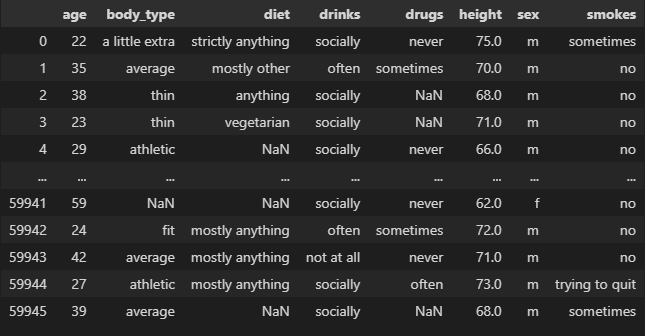 age body_type diet drinks drugs height sex smokes
0 22 a little extra strictly anything socially never 75.0 m sometimes
1 35 average mostly other often sometimes 70.0 m no
2 38 thin anything socially NaN 68.0 m no
3 23 thin vegetarian socially NaN 71.0 m no
4 29 athletic NaN socially never 66.0 m no
... ... ... ... ... ... ... ... ...
59941 59 NaN NaN socially never 62.0 f no
59942 24 fit mostly anything often sometimes 72.0 m no
59943 42 average mostly anything not at all never 71.0 m no
59944 27 athletic mostly anything socially often 73.0 m trying to quit
59945 39 average NaN socially NaN 68.0 m sometimes